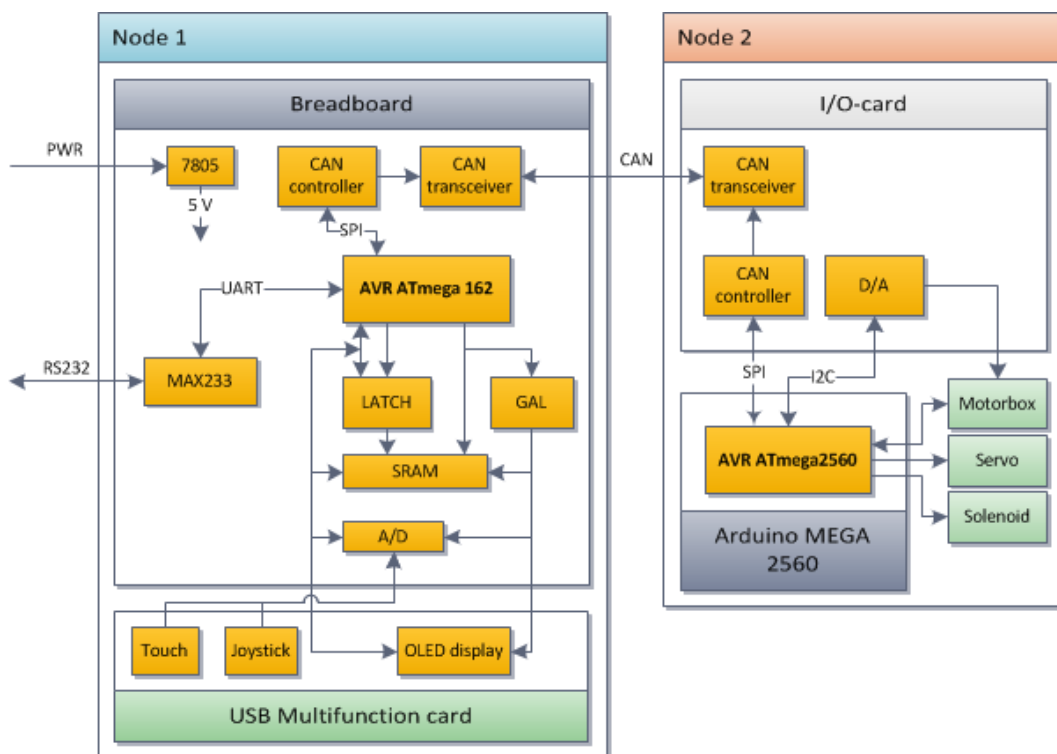 Node 1
Node 2
Breadboard
I/O-card
PWR
7805
5 V
CAN
controller
CAN
transceiver
CAN
CAN
transceiver
SPI
AVR ATmega 162
UART
CAN
controller
D/A
RS232
MAX233
LATCH
GAL
SPI
I2C
Motorbox
SRAM
AVR ATmega2560
Servo
Solenoid
A/D
Arduino MEGA
2560
Touch
Joystick
OLED display
USB Multifunction card